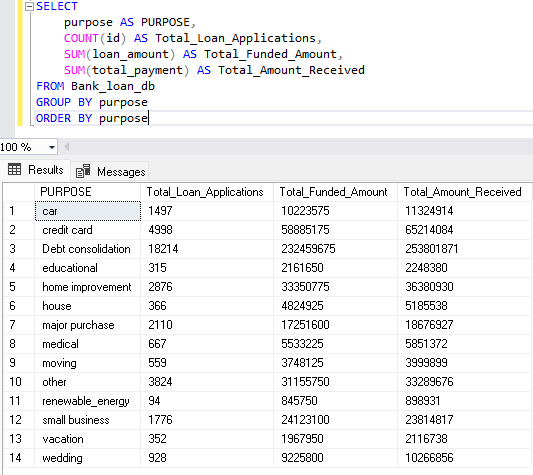 SELECT
purpose AS PURPOSE,
COUNT(id) AS Total_Loan_Applications,
SUM(loan_amount) AS Total_Funded_Amount,
SUM(total_payment) AS Total_Amount_Received
FROM Bank_loan_db
GROUP BY purpose
ORDER BY purpose
100 %
Results Messages
PURPOSE Total_Loan_Applications Total_Funded_Amount Total_Amount_Received
1 car 1497 10223575 11324914
2 credit card 4998 58885175 65214084
3 Debt consolidation 18214 232459675 253801871
4 educational 315 2161650 2248380
5 home improvement 2876 33350775 36380930
6 house 366 4824925 5185538
7 major purchase 2110 17251600 18676927
8 medical 667 5533225 5851372
9 moving 559 3748125 3999899
10 other 3824 31155750 33289676
11 renewable_energy 94 845750 898931
12 small business 1776 24123100 23814817
13 vacation 352 1967950 2116738
14 wedding 928 9225800 10266856